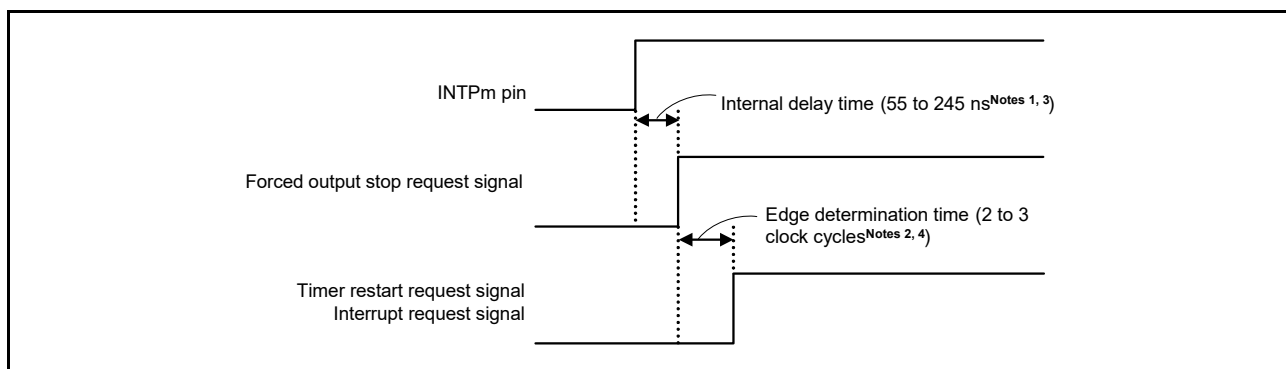 INTPm pin
Internal delay time (55 to 245 nsNotes 1, 3)
Forced output stop request signal
Edge determination time (2 to 3
clock cyclesNotes 2, 4)
Timer restart request signal
Interrupt request signal